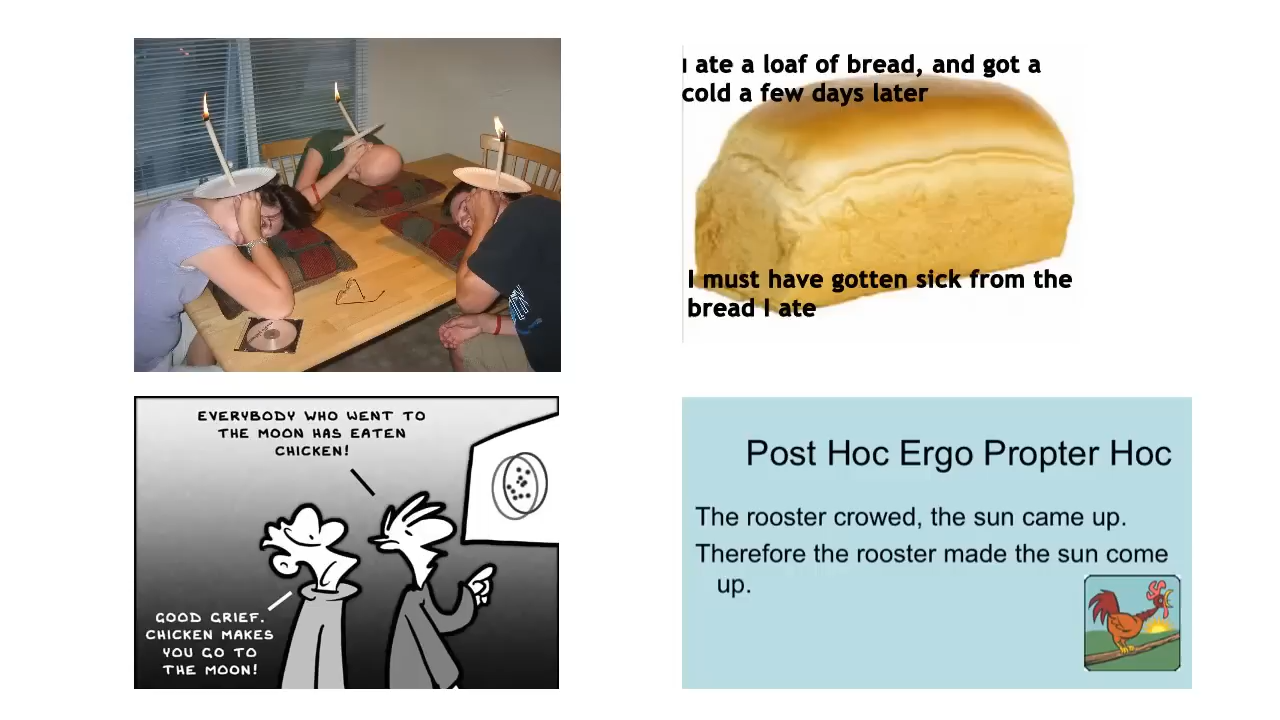 I ate a loaf of bread, and got a
cold a few days later
I must have gotten sick from the
bread I ate
EVERYBODY WHO WENT TO
THE MOON HAS EATEN
CHICKEN!
GOOD GRIEF.
CHICKEN MAKES
YOU GO TO
THE MOON!
Post Hoc Ergo Propter Hoc
The rooster crowed, the sun came up.
Therefore the rooster made the sun come
up.